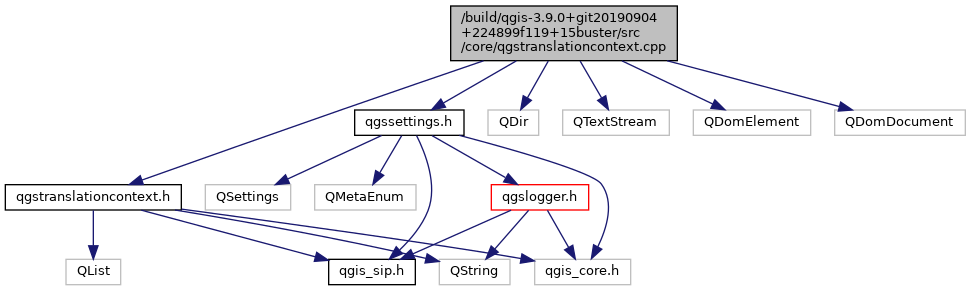 /build/qgis-3.9.0+git20190904
+224899f119+15buster/src
/core/qgstranslationcontext.cpp
qgssettings.h
QDir
QTextStream
QDomElement
QDomDocument
qgstranslationcontext.h
QSettings
QMetaEnum
qgslogger.h
QList
qgis_sip.h
QString
qgis_core.h